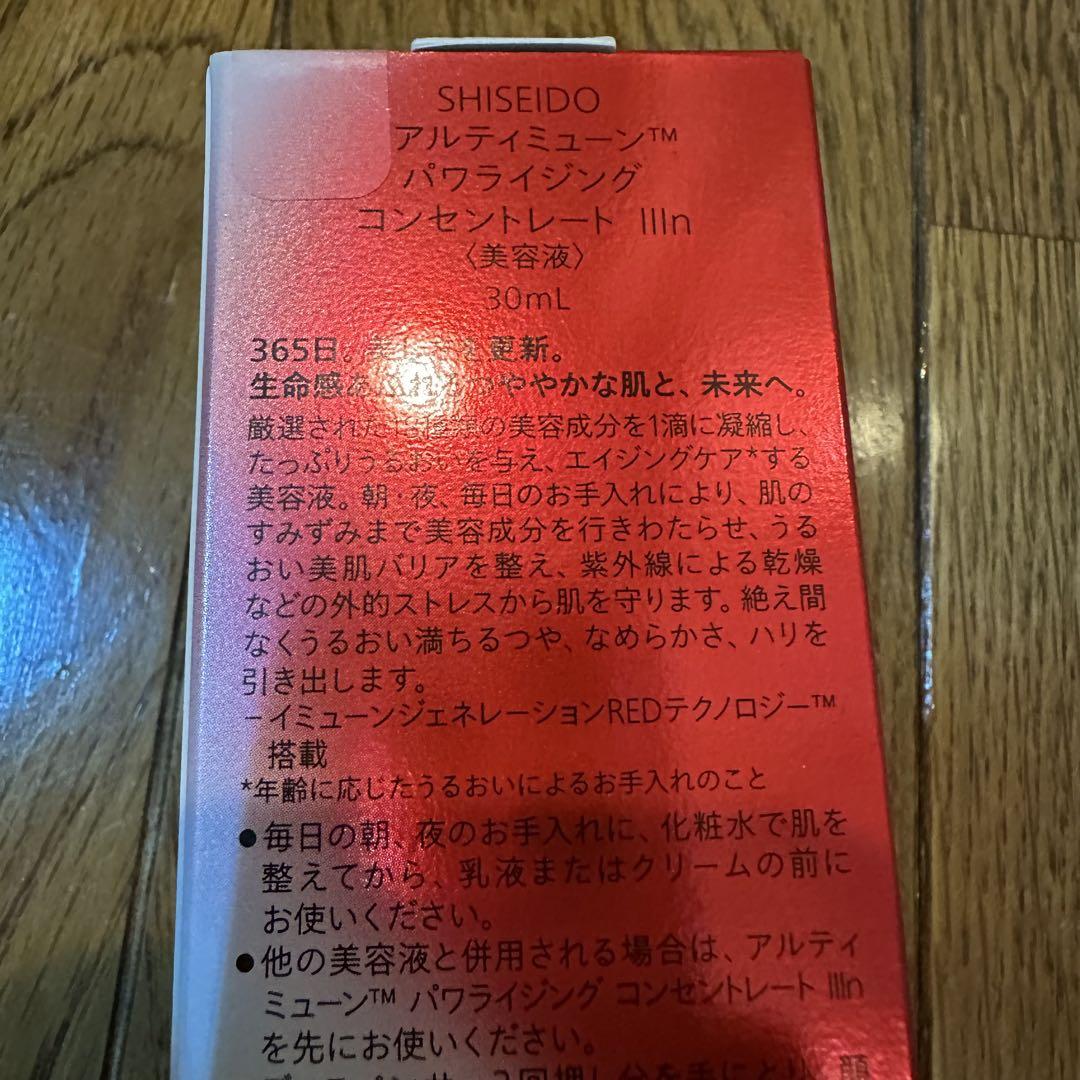 SHISEIDO
アルティミューン™
パワライジング
コンセントレート IIIn
〈美容液〉
30mL
365日。更新。
生命感あふれるつややかな肌と、未来へ。
厳選された の美容成分を1滴に凝縮し、
たっぷりうるおいを与え、エイジングケア*する
美容液。朝・夜、毎日のお手入れにより、肌の
すみずみまで美容成分を行きわたらせ、うる
おい美肌バリアを整え、紫外線による乾燥
などの外的ストレスから肌を守ります。絶え間
なくうるおい満ちるつや、なめらかさ、ハリを
引き出します。
–イミューンジェネレーションREDテクノロジー™
搭載
*年齢に応じたうるおいによるお手入れのこと
●毎日の朝、夜のお手入れに、化粧水で肌を
整えてから、乳液またはクリームの前に
お使いください。
●他の美容液と併用される場合は、アルティ
ミューン™ パワライジング コンセントレート IIIn
を先にお使いください。